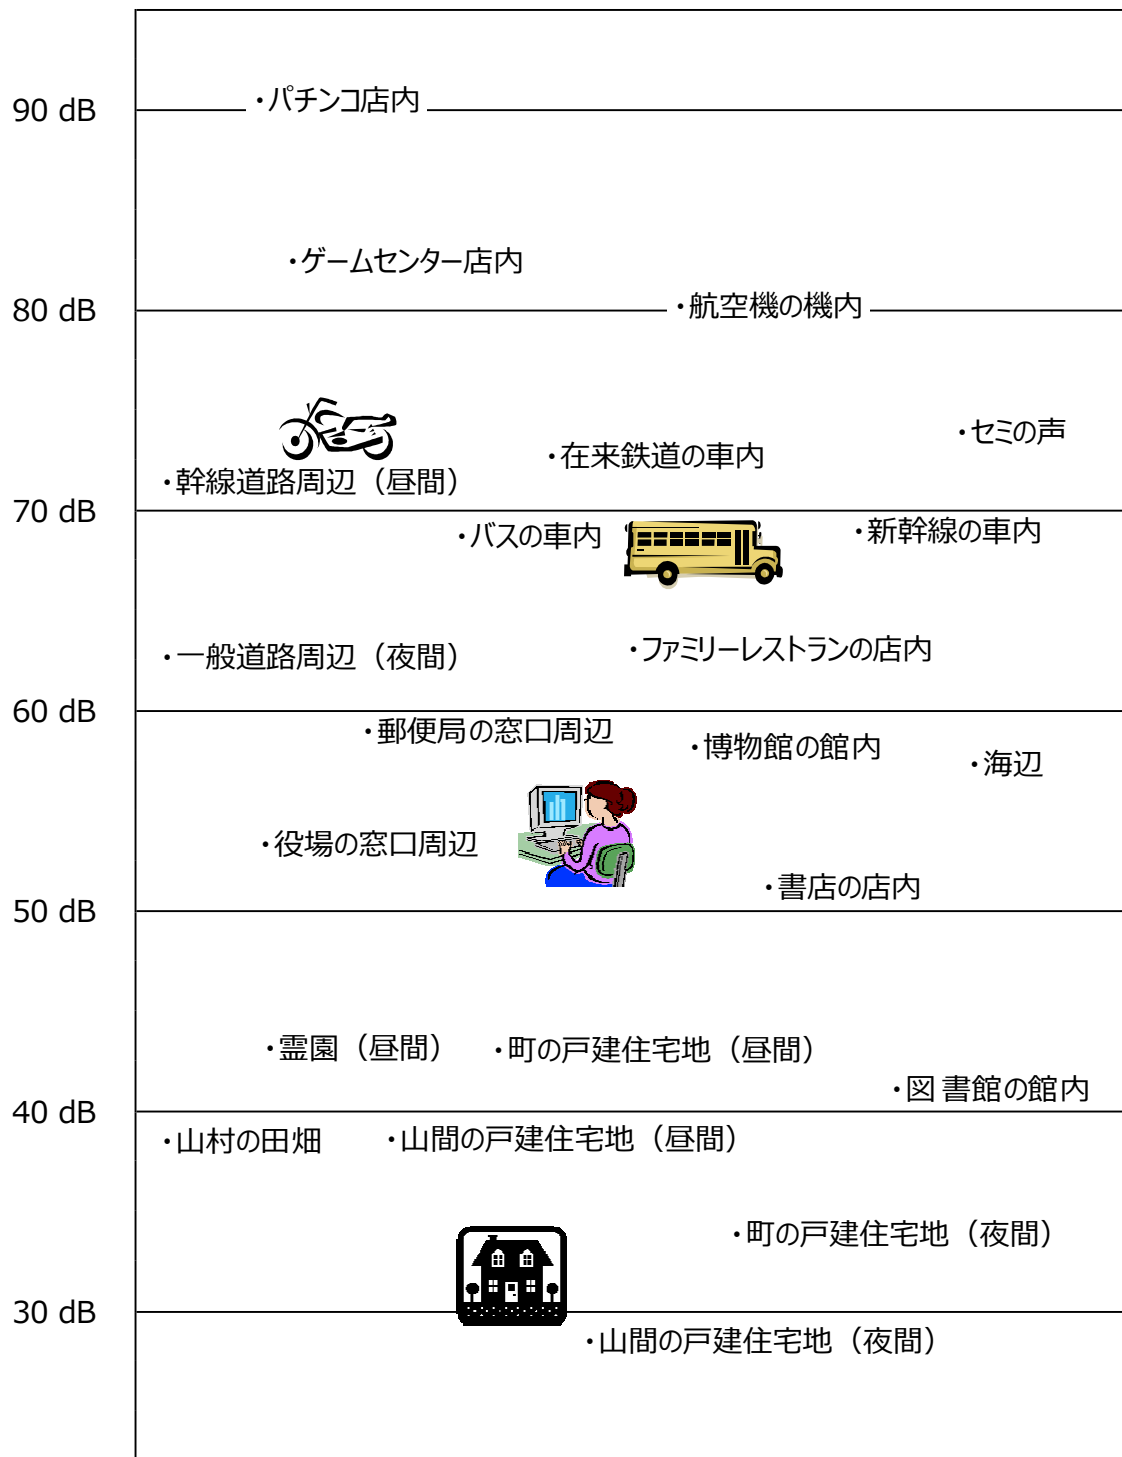 90 dB
・パチンコ店内
・ゲームセンター店内
80 dB
・航空機の機内
・セミの声
・在来鉄道の車内
・幹線道路周辺（昼間）
70 dB
・バスの車内
・新幹線の車内
・一般道路周辺（夜間）
・ファミリーレストランの店内
60 dB
・郵便局の窓口周辺
・博物館の館内
・海辺
・役場の窓口周辺
・書店の店内
50 dB
・霊園（昼間）
・町の戸建住宅地（昼間）
・図書館の館内
40 dB
・山村の田畑
・山間の戸建住宅地（昼間）
・町の戸建住宅地（夜間）
30 dB
・山間の戸建住宅地（夜間）